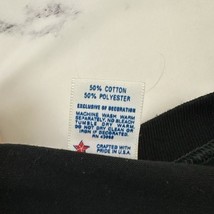 50% COTTON
50% POLYESTER
EXCLUSIVE OF DECORATION
MACHINE WASH WARM
SEPARATELY, NO BLEACH
TUMBLE DRY WARM.
DO NOT DRY CLEAN OR
IRON IF DECORATED.
CRAFTED WITH
PRIDE IN U.S.A.